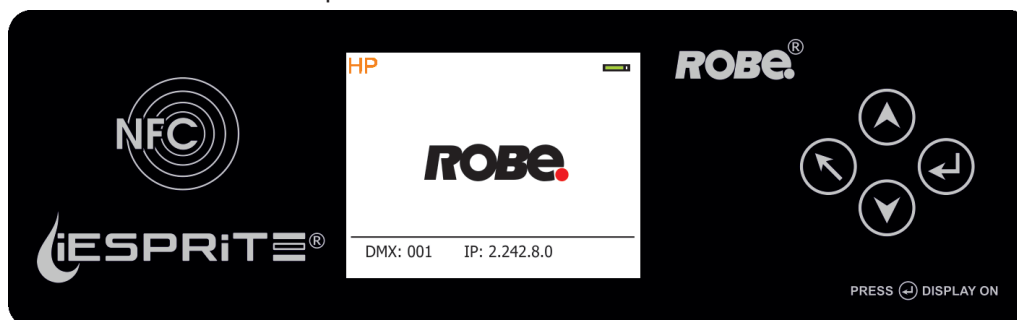 NFC
iESPRiTE®
HP
ROBe.
DMX: 001 IP: 2.242.8.0
ROBe.®
PRESS DISPLAY ON